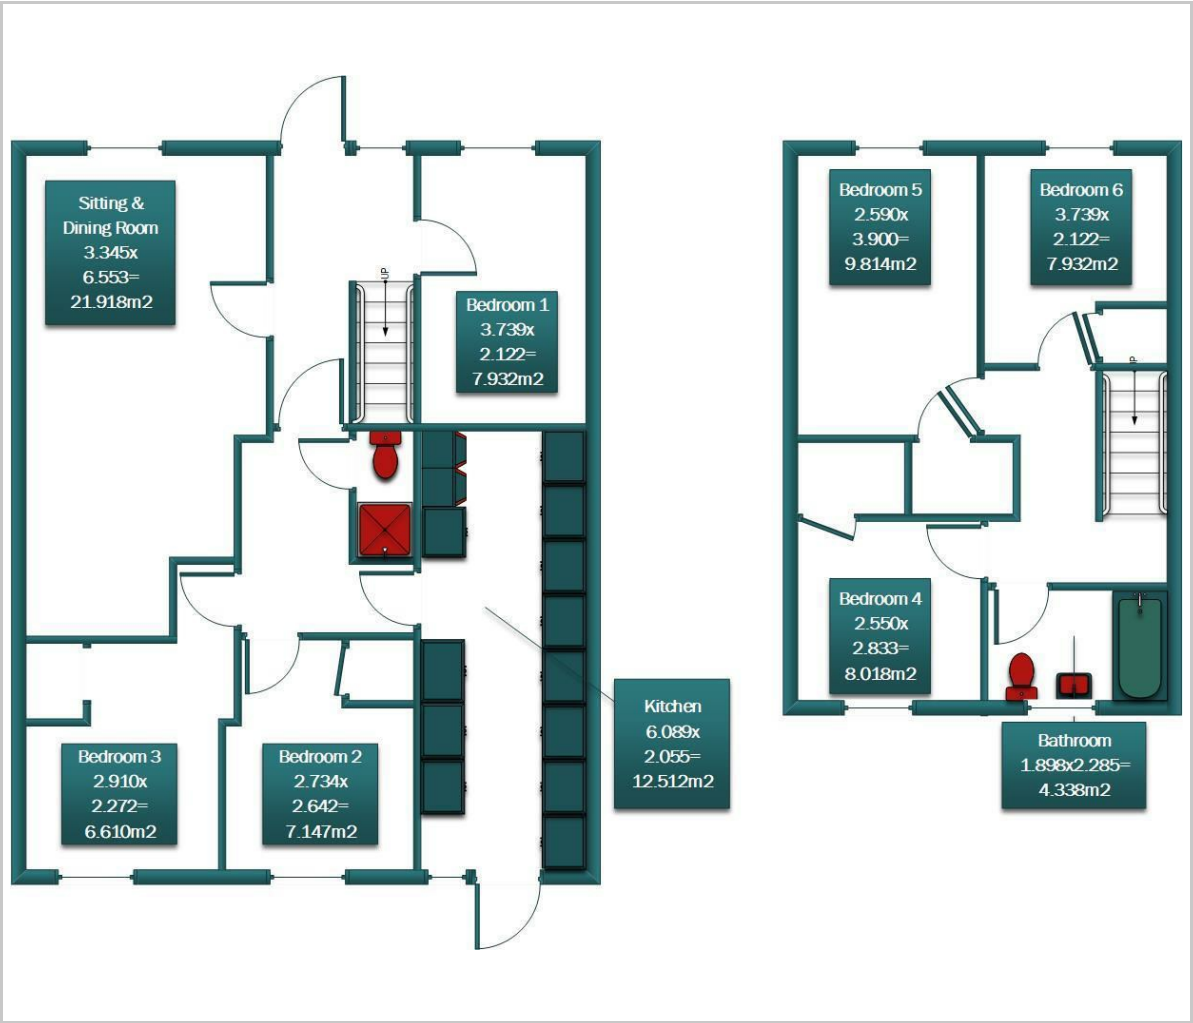 Sitting &
Dining Room
3.345x
6.553=
21.918m2
UP
Bedroom 1
3.739x
2.122=
7.932m2
Bedroom 3
2.910x
2.272=
6.610m2
Bedroom 2
2.734x
2.642=
7.147m2
Kitchen
6.089x
2.055=
12.512m2
Bedroom 5
2.590x
3.900=
9.814m2
Bedroom 6
3.739x
2.122=
7.932m2
UP
Bedroom 4
2.550x
2.833=
8.018m2
Bathroom
1.898x2.285=
4.338m2